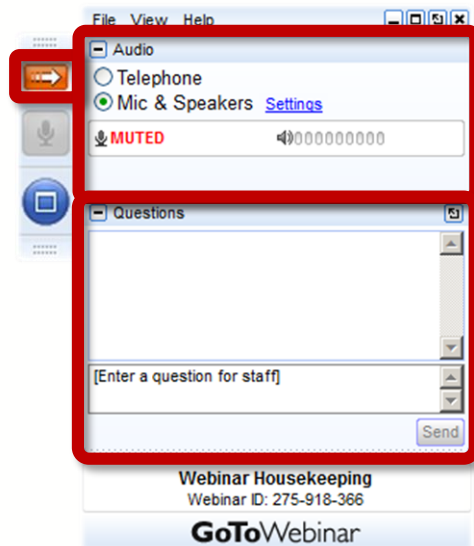 File View Help
Audio
Telephone
Mic & Speakers Settings
MUTED
Questions
[Enter a question for staff]
Send
Webinar Housekeeping
Webinar ID: 275-918-366
GoToWebinar